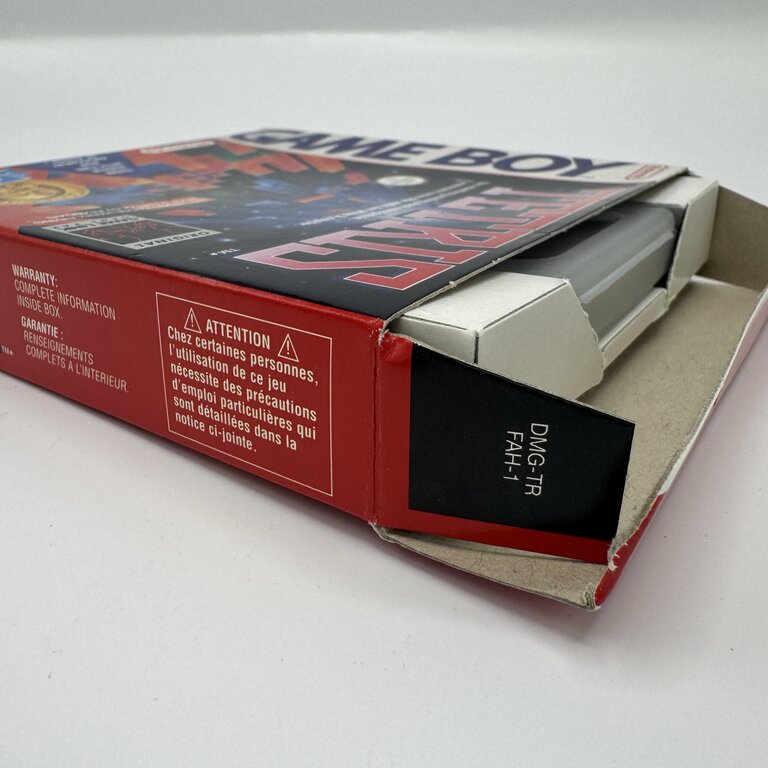 GAME BOY
TETRIS
ORIGINAL
WARRANTY:
COMPLETE INFORMATION
INSIDE BOX.
GARANTIE :
RENSEIGNEMENTS
COMPLETS A L'INTERIEUR.
ATTENTION
Chez certaines personnes,
l'utilisation de ce jeu
nécessite des précautions
d'emploi particulières qui
sont détaillées dans la
notice ci-jointe.
DMG-TR
FAH-1